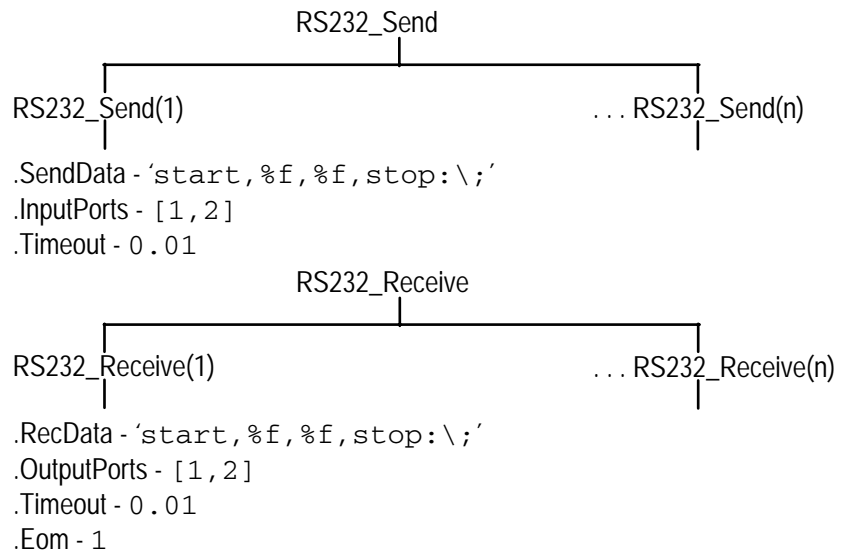 RS232_Send
RS232_Send(1) ... RS232_Send(n)
.SendData - ‘start,%f,%f,stop:\;’
.InputPorts - [1,2]
.Timeout - 0.01
RS232_Receive
RS232_Receive(1) ... RS232_Receive(n)
.RecData - ‘start,%f,%f,stop:\;’
.OutputPorts - [1,2]
.Timeout - 0.01
.Eom - 1